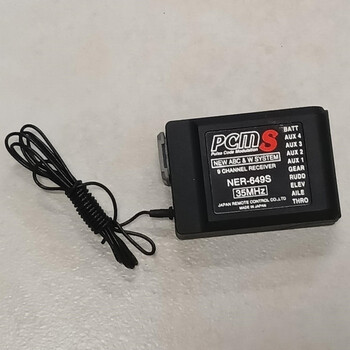 PCM S
Pulse Code Modulation
NEW ABC & W SYSTEM
9 CHANNEL RECEIVER
NER-649S
35MHz
JAPAN REMOTE CONTROL CO.,LTD
MADE IN JAPAN
BATT
AUX 4
AUX 3
AUX 2
AUX 1
GEAR
RUDD
ELEV
AILE
THRO